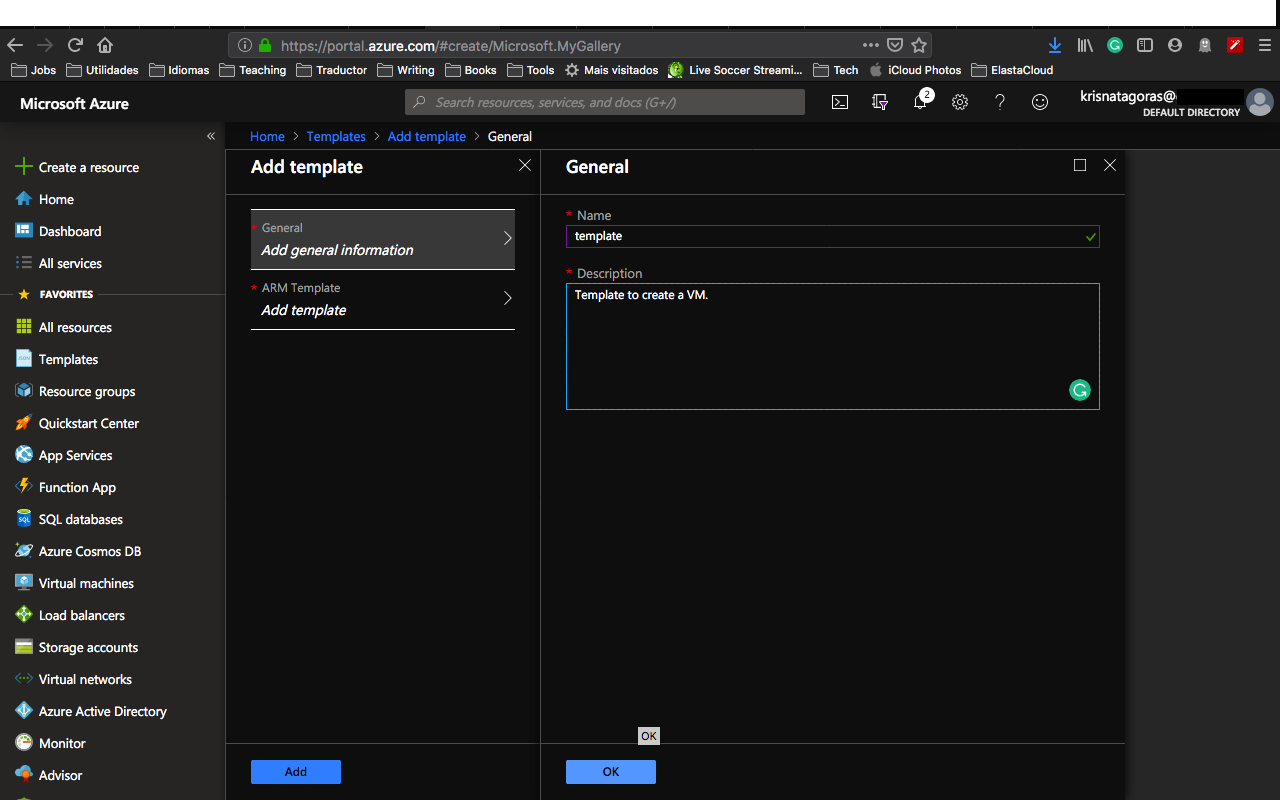 https://portal.azure.com/#create/Microsoft.MyGallery
Jobs Utilidades Idiomas Teaching Traductor Writing Books Tools Mais visitados Live Soccer Streami... Tech iCloud Photos ElastaCloud
Microsoft Azure
Search resources, services, and docs (G+/)
2
krisnatagoras@
DEFAULT DIRECTORY
Home > Templates > Add template > General
Create a resource
Home
Dashboard
All services
FAVORITES
All resources
Templates
Resource groups
Quickstart Center
App Services
Function App
SQL databases
Azure Cosmos DB
Virtual machines
Load balancers
Storage accounts
Virtual networks
Azure Active Directory
Monitor
Advisor
Add template
* General
Add general information
* ARM Template
Add template
Add
General
* Name
template
* Description
Template to create a VM.
OK
OK